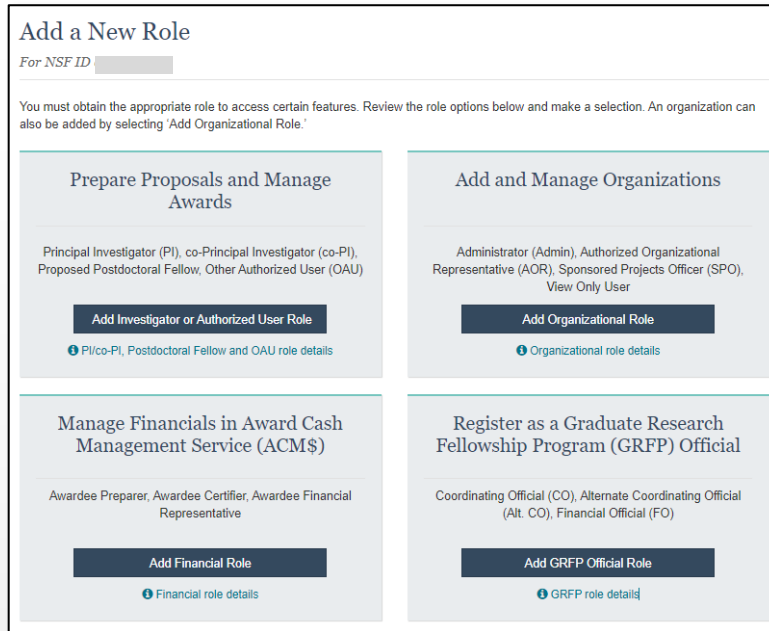 Add a New Role
For NSF ID
You must obtain the appropriate role to access certain features. Review the role options below and make a selection. An organization can
also be added by selecting 'Add Organizational Role.'
Prepare Proposals and Manage
Awards
Principal Investigator (PI), co-Principal Investigator (co-PI),
Proposed Postdoctoral Fellow, Other Authorized User (OAU)
Add Investigator or Authorized User Role
PI/co-PI, Postdoctoral Fellow and OAU role details
Add and Manage Organizations
Administrator (Admin), Authorized Organizational
Representative (AOR), Sponsored Projects Officer (SPO),
View Only User
Add Organizational Role
Organizational role details
Manage Financials in Award Cash
Management Service (ACM$)
Awardee Preparer, Awardee Certifier, Awardee Financial
Representative
Add Financial Role
Financial role details
Register as a Graduate Research
Fellowship Program (GRFP) Official
Coordinating Official (CO), Alternate Coordinating Official
(Alt. CO), Financial Official (FO)
Add GRFP Official Role
GRFP role details